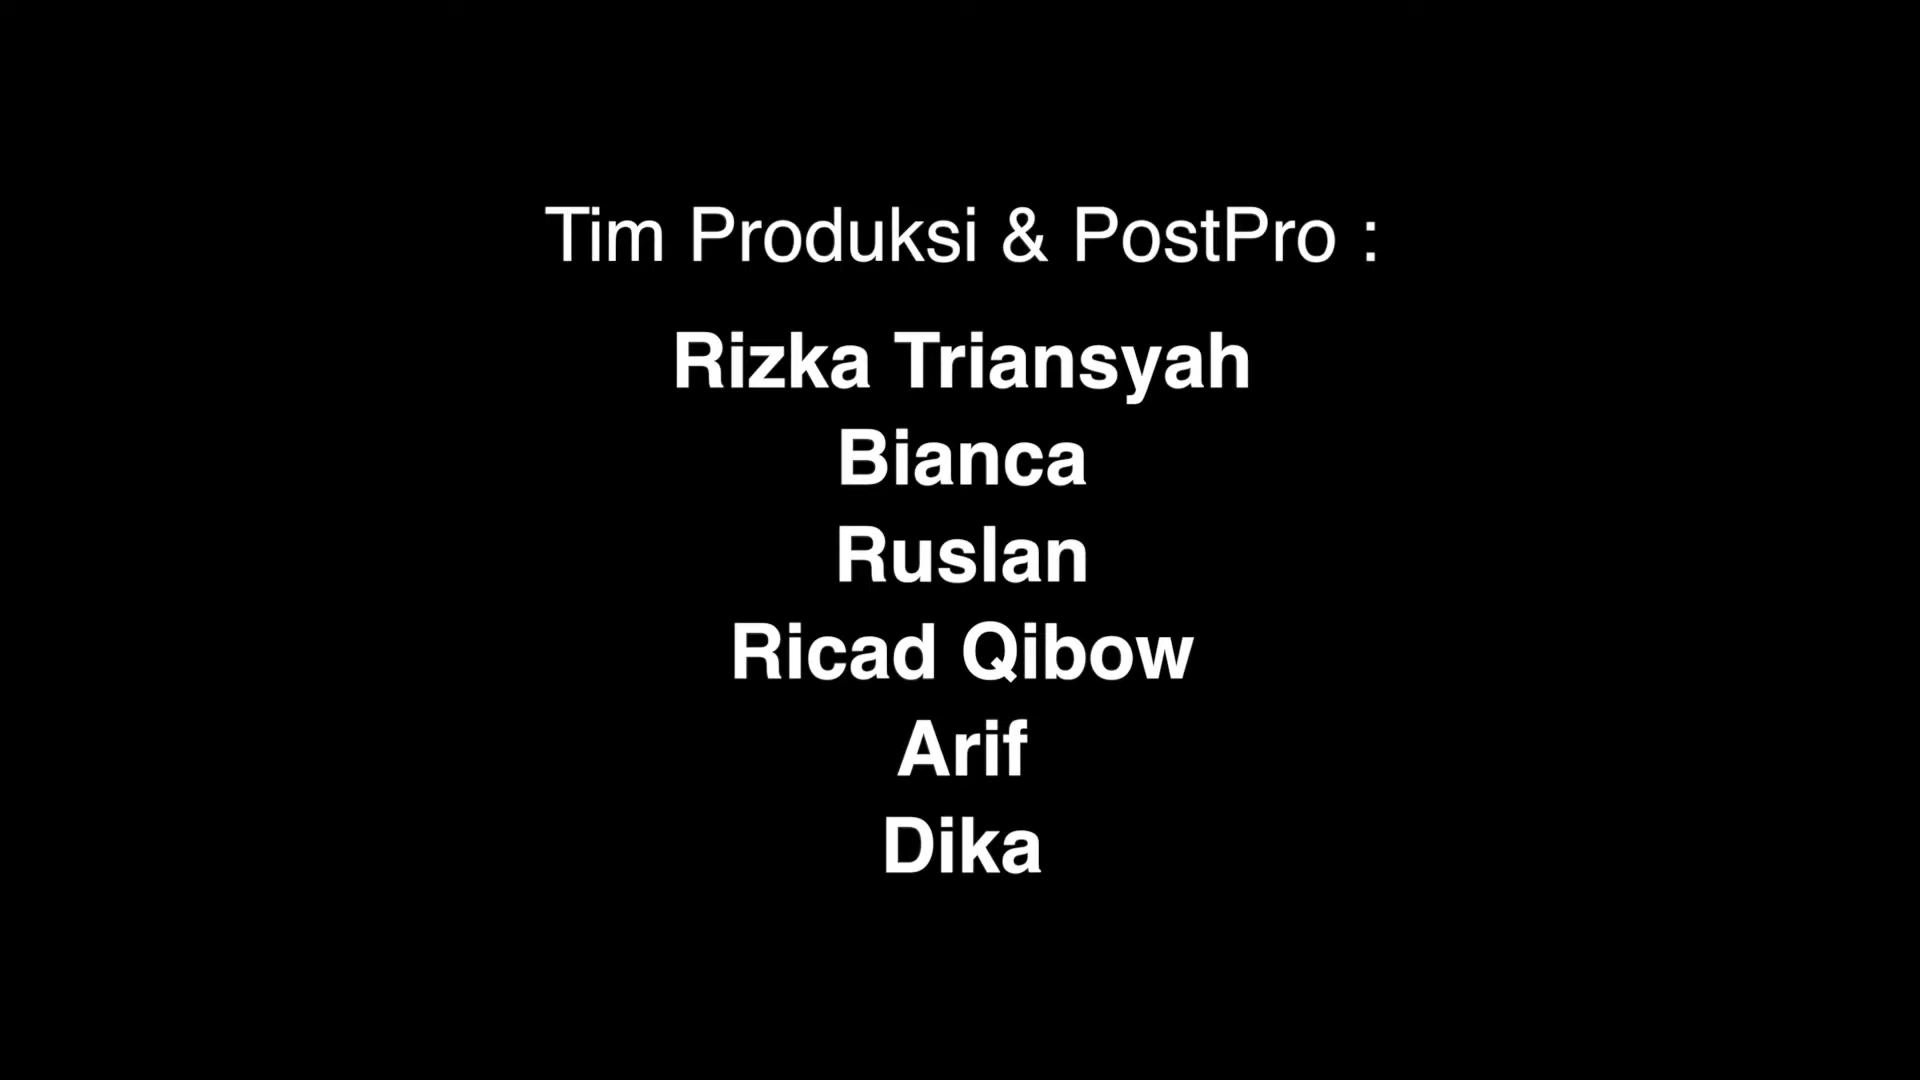 Tim Produksi & PostPro :
Rizka Triansyah
Bianca
Ruslan
Ricad Qibow
Arif
Dika